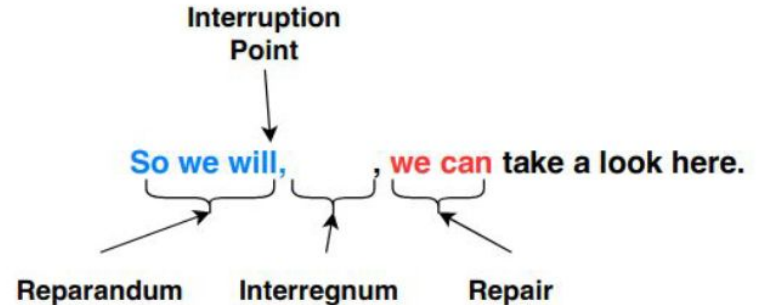 Interruption
Point
So we will, , we can take a look here.
Reparandum Interregnum Repair